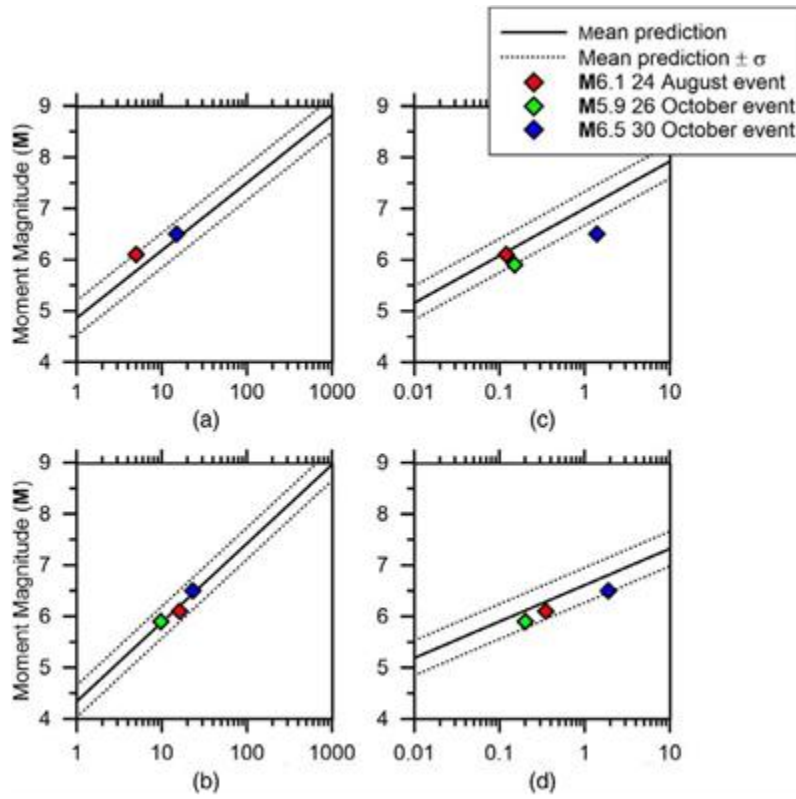 Mean prediction
Mean prediction ± σ
M6.1 24 August event
M5.9 26 October event
M6.5 30 October event
Moment Magnitude (M)
9
8
7
6
5
4
1 10 100 1000
(a)
0.01 0.1 1 10
(c)
9
8
7
6
5
4
Moment Magnitude (M)
9
8
7
6
5
4
1 10 100 1000
(b)
9
8
7
6
5
4
0.01 0.1 1 10
(d)